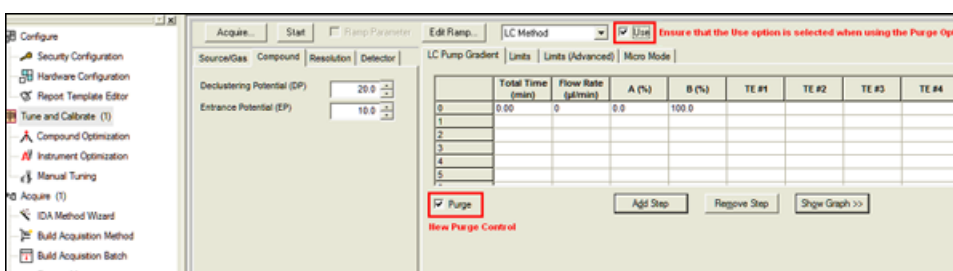 Configure
Security Configuration
Hardware Configuration
Report Template Editor
Tune and Calibrate (1)
Compound Optimization
Instrument Optimization
Manual Tuning
Acquire (1)
IDA Method Wizard
Build Acquisition Method
Build Acquisition Batch
Acquire... Start Ramp Parameter
Source/Gas Compound Resolution Detector
Declustering Potential (DP) 20.0
Entrance Potential (EP) 10.0
Edit Ramp... LC Method Use Ensure that the Use option is selected when using the Purge Op
LC Pump Gradient Limits Limits (Advanced) Micro Mode
Total Time (min) Flow Rate (µl/min) A (%) B (%) TE #1 TE #2 TE #3 TE #4
0 0.00 0 0.0 100.0
1
2
3
4
5
Purge Add Step Remove Step Show Graph >>
New Purge Control